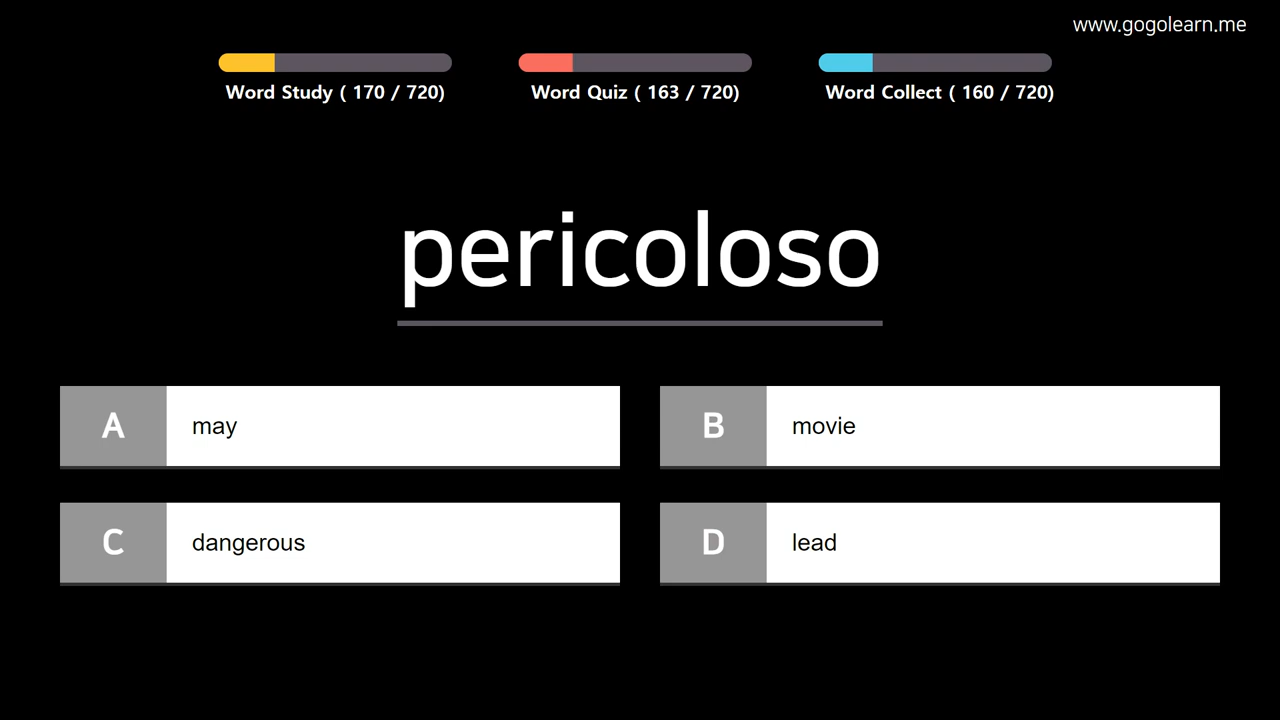 www.gogolearn.me
Word Study ( 170 / 720)
Word Quiz ( 163 / 720)
Word Collect ( 160 / 720)
pericoloso
A may
B movie
C dangerous
D lead